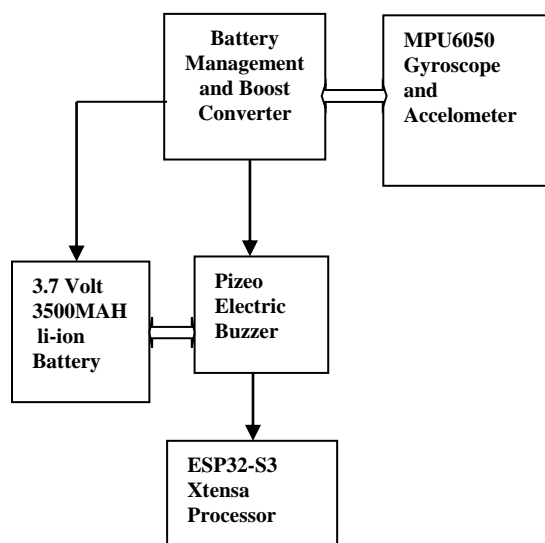 Battery
Management
and Boost
Converter
MPU6050
Gyroscope
and
Accelometer
3.7 Volt
3500MAH
li-ion
Battery
Pizeo
Electric
Buzzer
ESP32-S3
Xtensa
Processor